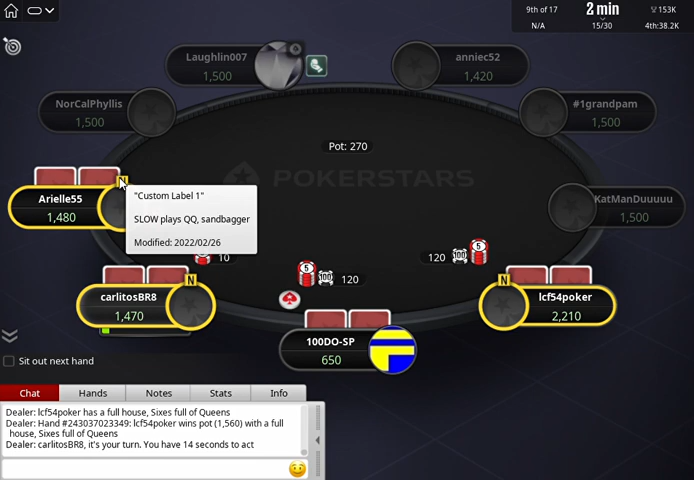 9th of 17
2 min
153K
N/A
15/30
4th:38.2K
Laughlin007
1,500
anniec52
1,420
NorCalPhyllis
1,500
#1grandpam
1,500
Pot: 270
POKERSTARS
Arielle55
1,480
N
"Custom Label 1"
SLOW plays QQ, sandbagger
Modified: 2022/02/26
KatManDuuuuu
1,500
10
5
100
120
120
100
5
carlitosBR8
1,470
N
N
lcf54poker
2,210
100DO-SP
650
Sit out next hand
Chat
Hands
Notes
Stats
Info
Dealer: lcf54poker has a full house, Sixes full of Queens
Dealer: Hand #243037023349: lcf54poker wins pot (1,560) with a full
house, Sixes full of Queens
Dealer: carlitosBR8, it's your turn. You have 14 seconds to act